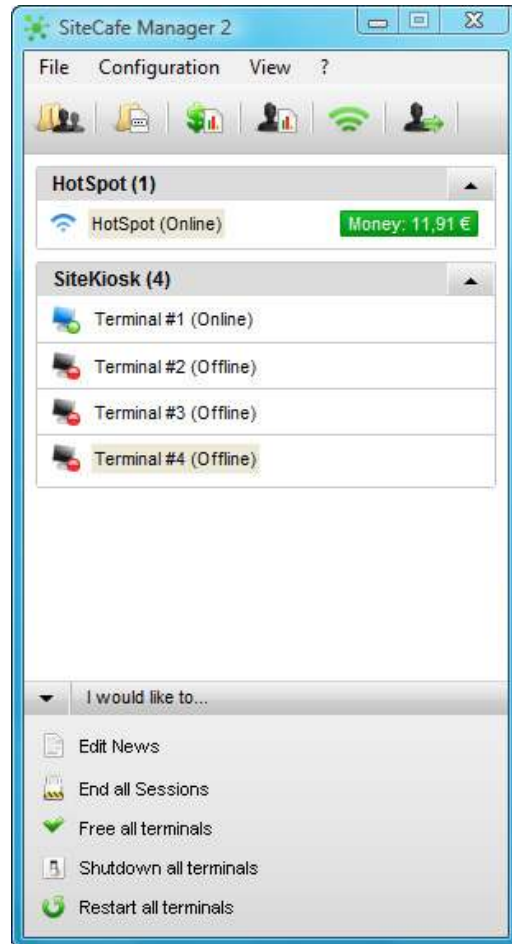 SiteCafe Manager 2
File Configuration View ?
HotSpot (1)
HotSpot (Online) Money: 11,91 €
SiteKiosk (4)
Terminal #1 (Online)
Terminal #2 (Offline)
Terminal #3 (Offline)
Terminal #4 (Offline)
I would like to...
Edit News
End all Sessions
Free all terminals
Shutdown all terminals
Restart all terminals